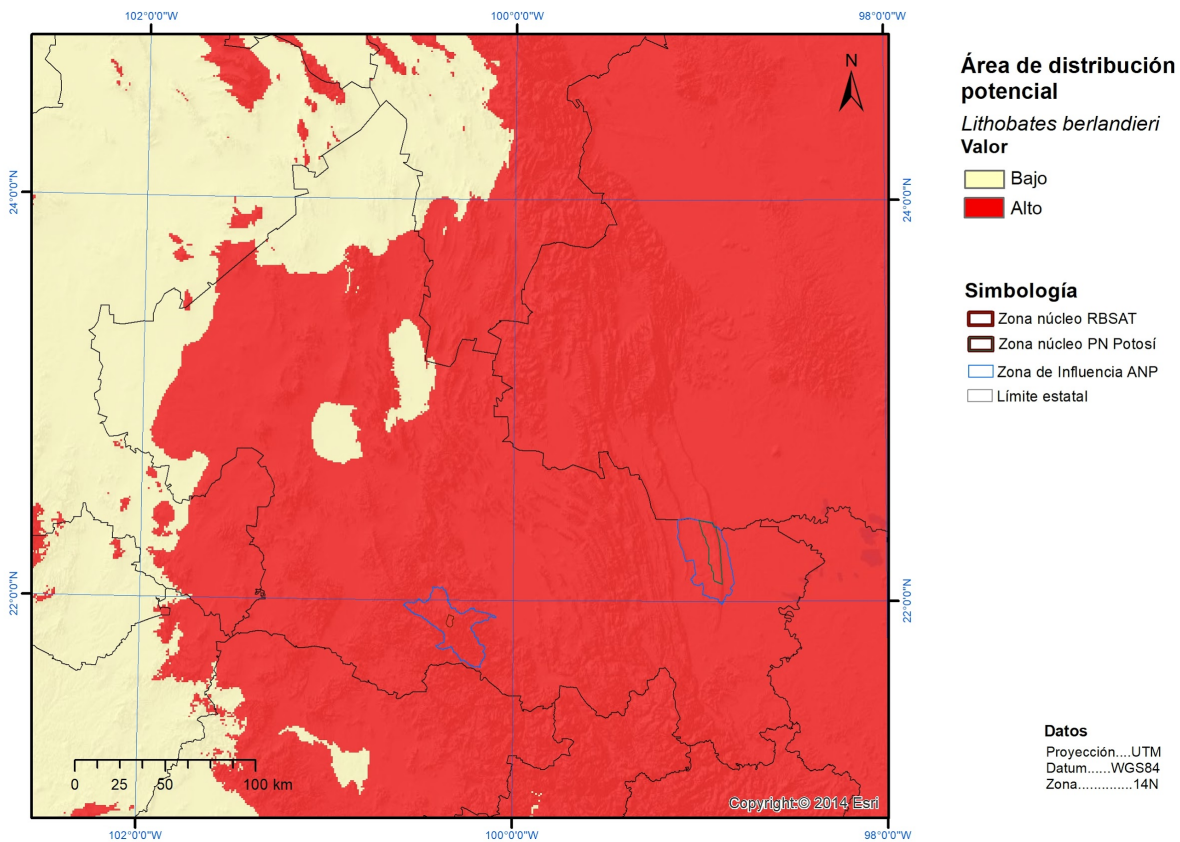 102°0'0"W
100°0'0"W
98°0'0"W
N
24°0'0"N
24°0'0"N
22°0'0"N
22°0'0"N
0 25 50 100 km
Copyright:© 2014 Esri
102°0'0"W
100°0'0"W
98°0'0"W
Área de distribución
potencial
Lithobates berlandieri
Valor
Bajo
Alto
Simbología
Zona núcleo RBSAT
Zona núcleo PN Potosí
Zona de Influencia ANP
Límite estatal
Datos
Proyección....UTM
Datum......WGS84
Zona.............14N